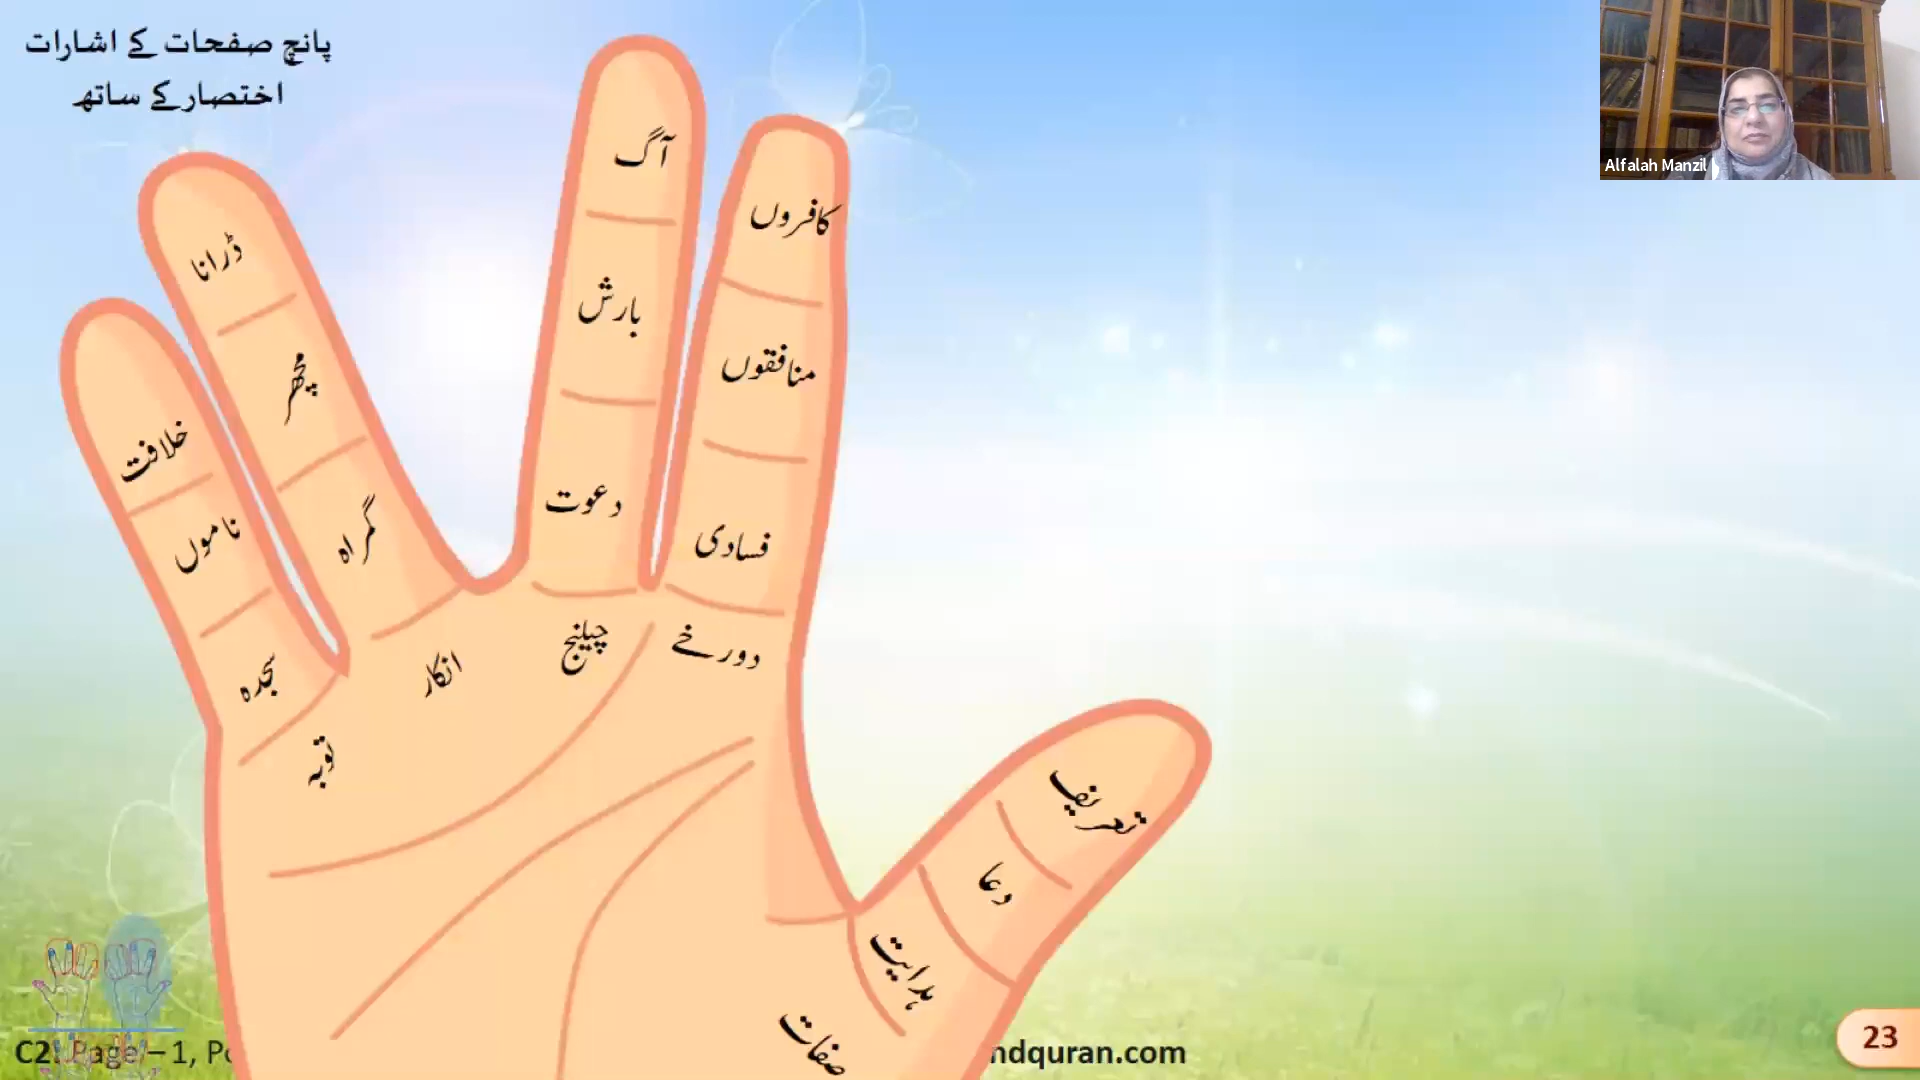 پانچ صفحات کے اشارات
اختصار کے ساتھ
Alfalah Manzil
آگ
بارش
دعوت
چیلنج
کافروں
منافقوں
فسادی
دورخے
ڈرانا
مچھر
گمراہ
انکار
خلافت
ناموں
سجدہ
توبہ
تعریف
دعا
ہدایت
صفات
C2: Page – 1, Po
ndquran.com
23